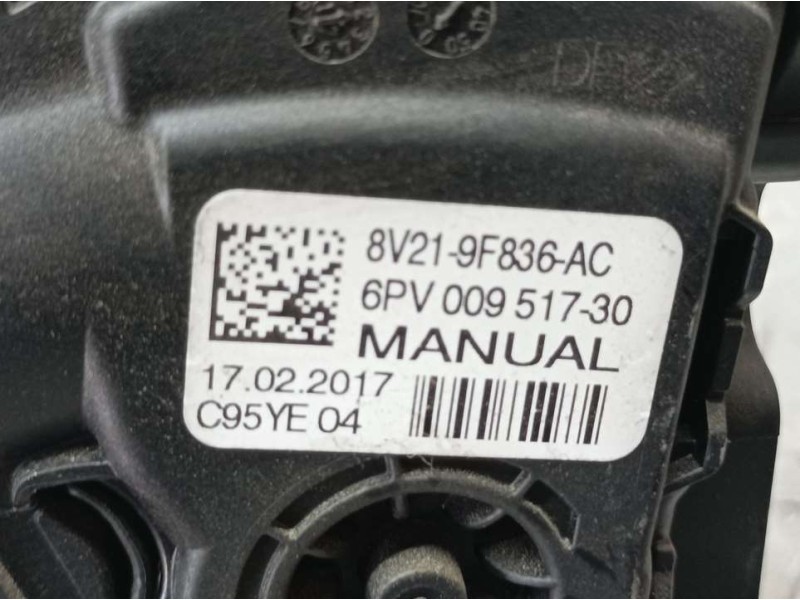 8V21-9F836-AC
6PV 009 517-30
MANUAL
17.02.2017
C95YE 04